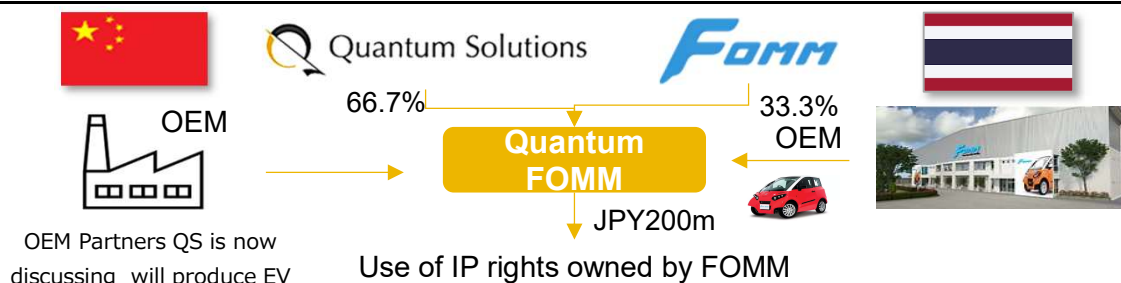 Quantum Solutions
Fomm
66.7%
33.3%
OEM
OEM
Quantum
FOMM
JPY200m
OEM Partners QS is now
discussing will produce EV
Use of IP rights owned by FOMM
Fomm